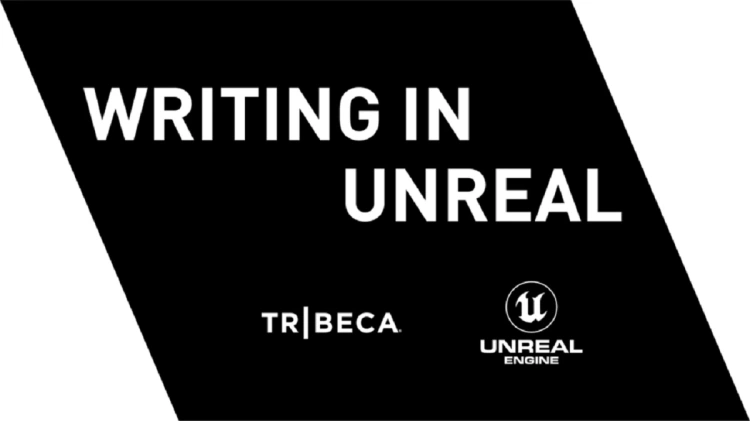 WRITING IN
UNREAL
TR|BECA
UNREAL
ENGINE